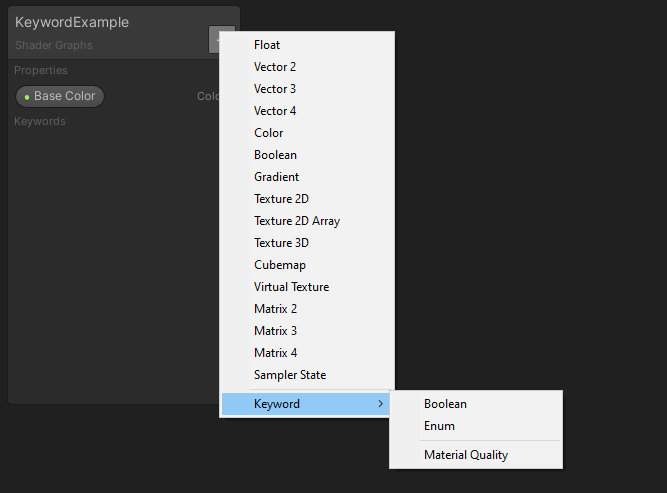 KeywordExample
Shader Graphs
Properties
Base Color
Keywords
Float
Vector 2
Vector 3
Vector 4
Color
Boolean
Gradient
Texture 2D
Texture 2D Array
Texture 3D
Cubemap
Virtual Texture
Matrix 2
Matrix 3
Matrix 4
Sampler State
Keyword
Boolean
Enum
Material Quality